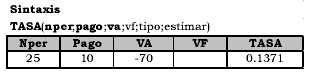 Sintaxis
TASA(nper;pago;va;vf;tipo;estimar)
Nper Pago VA VF TASA
25 10 -70 0.1371